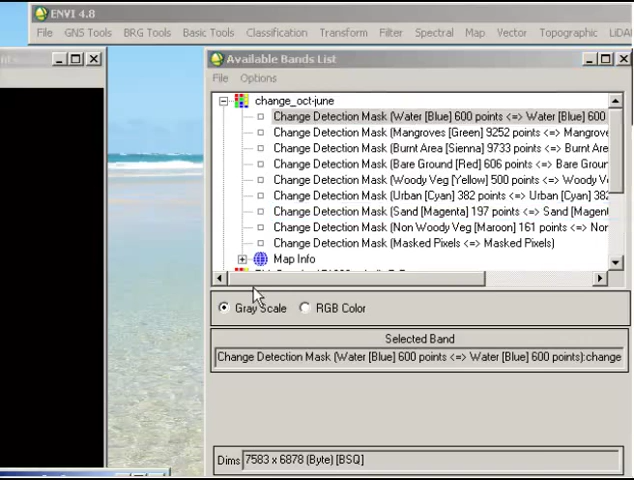 ENVI 4.8
File GNS Tools BRG Tools Basic Tools Classification Transform Filter Spectral Map Vector Topographic LiDA
Available Bands List
File Options
change_oct-june
Change Detection Mask (Water [Blue] 600 points <=> Water [Blue] 600
Change Detection Mask (Mangroves [Green] 9252 points <=> Mangrove
Change Detection Mask (Burnt Area [Sienna] 9733 points <=> Burnt Are
Change Detection Mask (Bare Ground [Red] 606 points <=> Bare Groun
Change Detection Mask (Woody Veg [Yellow] 500 points <=> Woody V
Change Detection Mask (Urban [Cyan] 382 points <=> Urban [Cyan] 382
Change Detection Mask (Sand [Magenta] 197 points <=> Sand [Magen
Change Detection Mask (Non Woody Veg [Maroon] 161 points <=> Nor
Change Detection Mask (Masked Pixels <=> Masked Pixels)
Map Info
Gray Scale RGB Color
Selected Band
Change Detection Mask (Water [Blue] 600 points <=> Water [Blue] 600 points):change
Dims 7583 x 6878 (Byte) [BSQ]